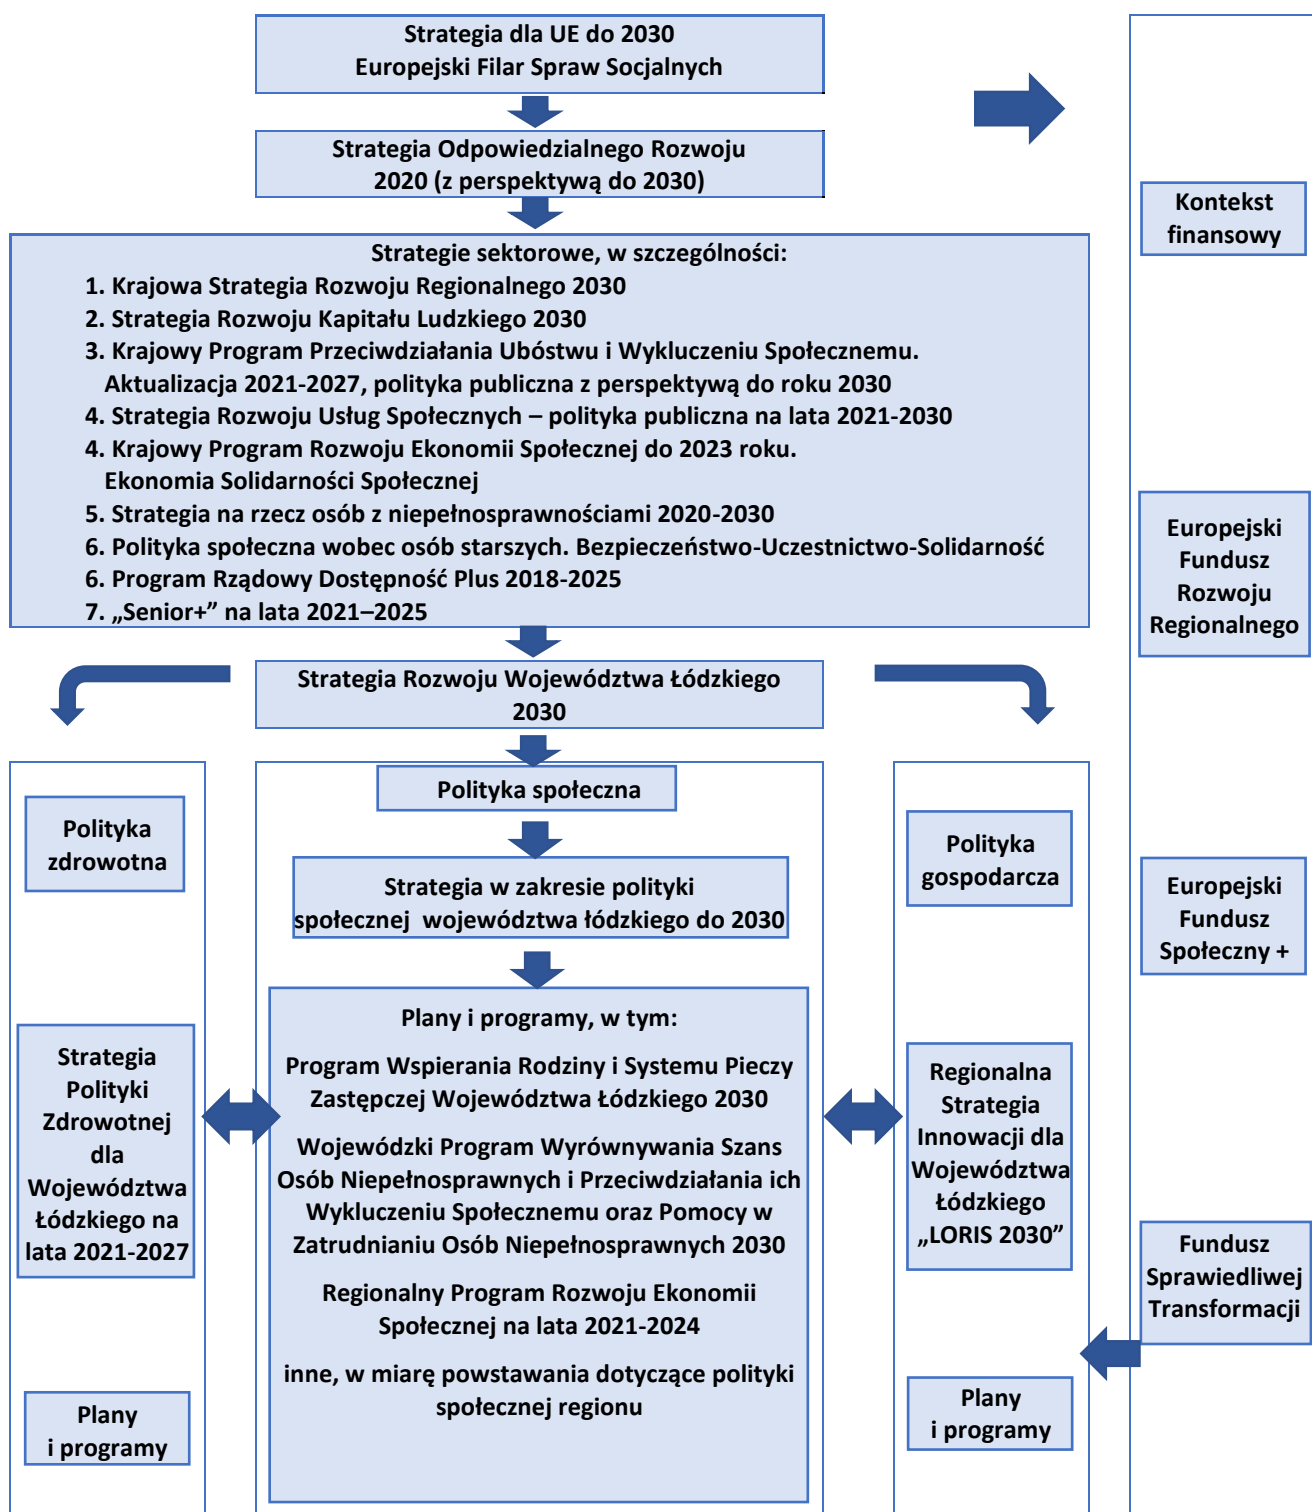 Strategia dla UE do 2030
Europejski Filar Spraw Socjalnych
Strategia Odpowiedzialnego Rozwoju
2020 (z perspektywą do 2030)
Strategie sektorowe, w szczególności:
1. Krajowa Strategia Rozwoju Regionalnego 2030
2. Strategia Rozwoju Kapitału Ludzkiego 2030
3. Krajowy Program Przeciwdziałania Ubóstwu i Wykluczeniu Społecznemu.
Aktualizacja 2021-2027, polityka publiczna z perspektywą do roku 2030
4. Strategia Rozwoju Usług Społecznych – polityka publiczna na lata 2021-2030
4. Krajowy Program Rozwoju Ekonomii Społecznej do 2023 roku.
Ekonomia Solidarności Społecznej
5. Strategia na rzecz osób z niepełnosprawnościami 2020-2030
6. Polityka społeczna wobec osób starszych. Bezpieczeństwo-Uczestnictwo-Solidarność
6. Program Rządowy Dostępność Plus 2018-2025
7. „Senior+” na lata 2021–2025
Strategia Rozwoju Województwa Łódzkiego
2030
Polityka
zdrowotna
Strategia
Polityki
Zdrowotnej
dla
Województwa
Łódzkiego na
lata 2021-2027
Plany
i programy
Polityka społeczna
Strategia w zakresie polityki
społecznej województwa łódzkiego do 2030
Plany i programy, w tym:
Program Wspierania Rodziny i Systemu Pieczy
Zastępczej Województwa Łódzkiego 2030
Wojewódzki Program Wyrównywania Szans
Osób Niepełnosprawnych i Przeciwdziałania ich
Wykluczeniu Społecznemu oraz Pomocy w
Zatrudnianiu Osób Niepełnosprawnych 2030
Regionalny Program Rozwoju Ekonomii
Społecznej na lata 2021-2024
inne, w miarę powstawania dotyczące polityki
społecznej regionu
Polityka
gospodarcza
Regionalna
Strategia
Innowacji dla
Województwa
Łódzkiego
„LORIS 2030”
Plany
i programy
Kontekst
finansowy
Europejski
Fundusz
Rozwoju
Regionalnego
Europejski
Fundusz
Społeczny +
Fundusz
Sprawiedliwej
Transformacji